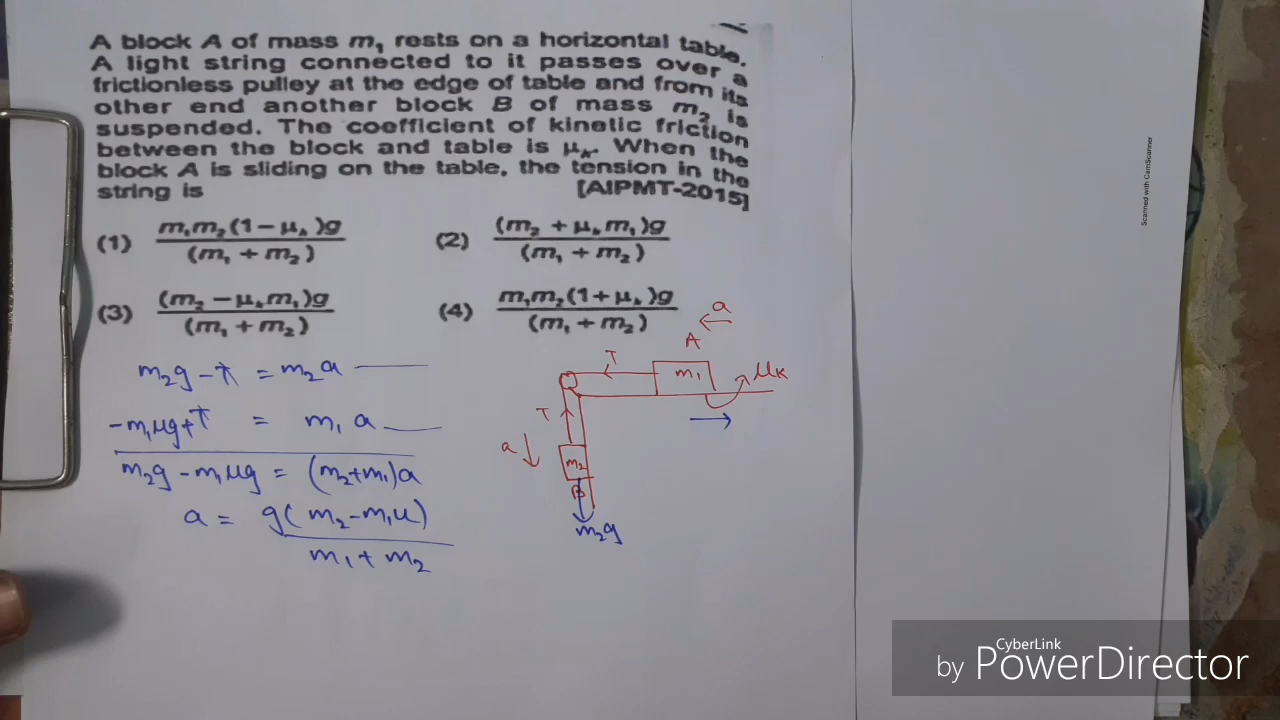 A block A of mass m₁ rests on a horizontal table.
A light string connected to it passes over a
frictionless pulley at the edge of table and from its
other end another block B of mass m₂ is
suspended. The coefficient of kinetic friction
between the block and table is μₖ. When the
block A is sliding on the table, the tension in the
string is [AIPMT-2015]
(1) m₁m₂(1−μₖ)g / (m₁ + m₂) (2) (m₂ + μₖm₁)g / (m₁ + m₂)
(3) (m₂ − μₖm₁)g / (m₁ + m₂) (4) m₁m₂(1+μₖ)g / (m₁ + m₂)
m₂g − T = m₂a
−m₁μg+T = m₁a
m₂g − m₁μg = (m₂+m₁)a
a = g(m₂−m₁μ) / m₁+m₂
a
A
T
m₁
μK
T
a
m₂
B
m₂g
Scanned with CamScanner
CyberLink
by PowerDirector